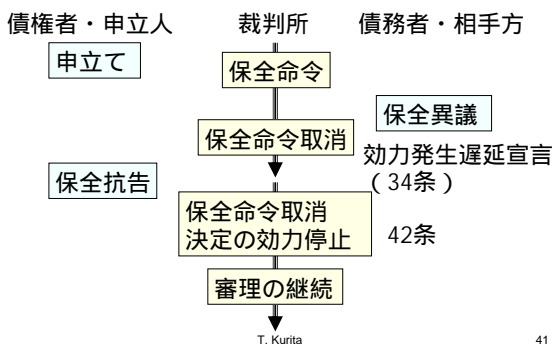 債権者・申立人　裁判所　債務者・相手方
申立て
保全命令
保全異議
保全命令取消
効力発生遅延宣言
（34条）
保全抗告
保全命令取消
決定の効力停止
42条
審理の継続
T. Kurita
41